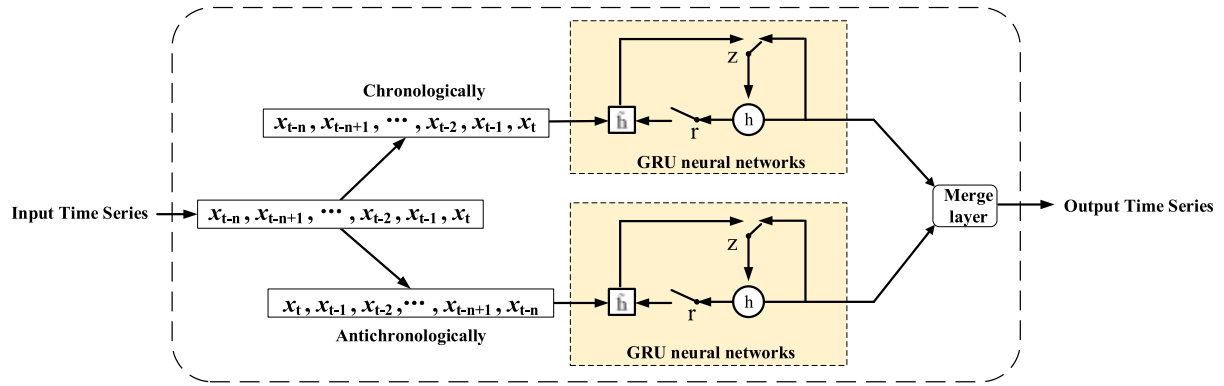 Chronologically
x_{t-n}, x_{t-n+1}, ⋯, x_{t-2}, x_{t-1}, x_t
z
h̃
r
h
GRU neural networks
Input Time Series
x_{t-n}, x_{t-n+1}, ⋯, x_{t-2}, x_{t-1}, x_t
Merge
layer
Output Time Series
x_t, x_{t-1}, x_{t-2}, ⋯, x_{t-n+1}, x_{t-n}
Antichronologically
z
h̃
r
h
GRU neural networks